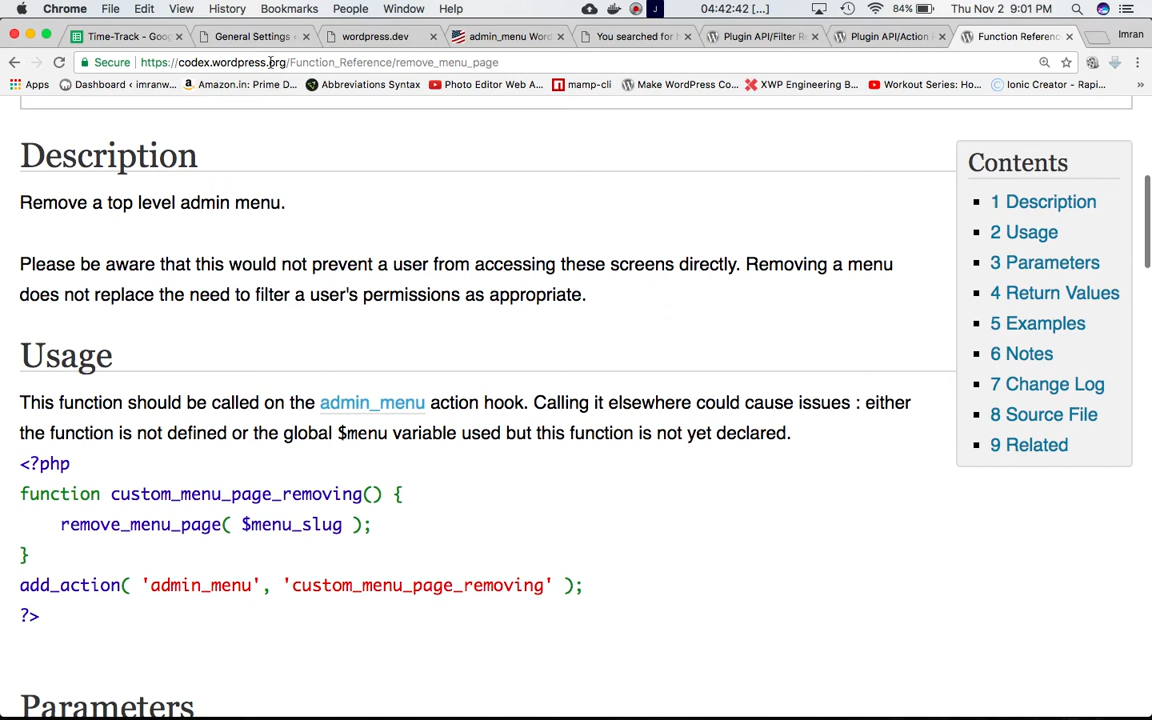 Chrome File Edit View History Bookmarks People Window Help 04:42:42 [...] 84% Thu Nov 2 9:01 PM
Time-Track - Goog General Settings wordpress.dev admin_menu Word You searched for h Plugin API/Filter R Plugin API/Action Function Referenc Imran
Secure https://codex.wordpress.org/Function_Reference/remove_menu_page
Apps Dashboard ‹ imranw... Amazon.in: Prime D... Abbreviations Syntax Photo Editor Web A... mamp-cli Make WordPress Co... XWP Engineering B... Workout Series: Ho... Ionic Creator - Rapi... »
Description
Remove a top level admin menu.
Please be aware that this would not prevent a user from accessing these screens directly. Removing a menu
does not replace the need to filter a user's permissions as appropriate.
Usage
This function should be called on the admin_menu action hook. Calling it elsewhere could cause issues : either
the function is not defined or the global $menu variable used but this function is not yet declared.
<?php
function custom_menu_page_removing() {
remove_menu_page( $menu_slug );
}
add_action( 'admin_menu', 'custom_menu_page_removing' );
?>
Parameters
Contents
1 Description
2 Usage
3 Parameters
4 Return Values
5 Examples
6 Notes
7 Change Log
8 Source File
9 Related